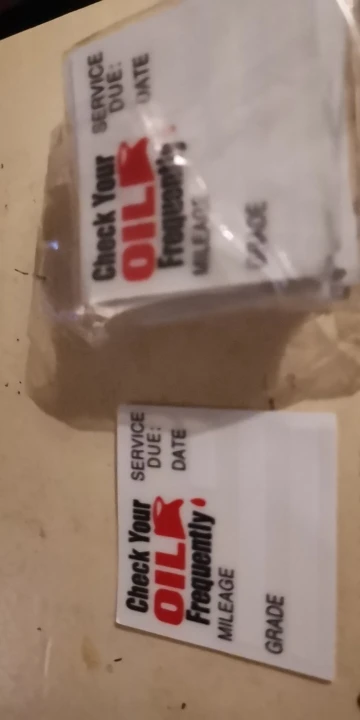 Check Your
OIL
Frequently!
SERVICE
DUE:
DATE
MILEAGE
GRADE
Check Your
OIL
Frequently!
SERVICE
DUE:
DATE
MILEAGE
GRADE